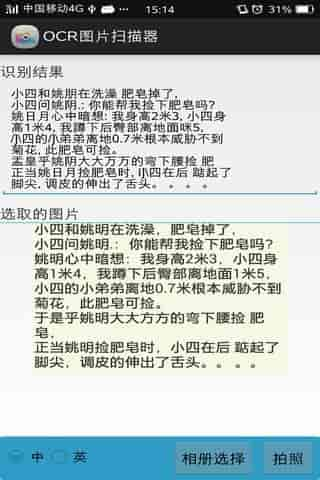 中国移动4G 15:14 31%
OCR图片扫描器
识别结果
小四和姚朋在洗澡 肥皂掉了,
小四问姚阴.: 你能帮我捡下肥皂吗?
姚日月心中暗想: 我身高2米3, 小四身
高1米4, 我蹲下后臀部离地面咪5,
小四的小弟弟离地0.7米根本威胁不到
菊花, 此肥皂可捡。
盂皇乎姚阴大大万万的弯下腰捡 肥
正当姚日月捡肥皂时, 小四在后 踮起了
脚尖, 调皮的伸出了舌头。。。。
选取的图片
小四和姚明在洗澡，肥皂掉了，
小四问姚明.：你能帮我捡下肥皂吗?
姚明心中暗想：我身高2米3，小四身
高1米4，我蹲下后臀部离地面1米5，
小四的小弟弟离地0.7米根本威胁不到
菊花，此肥皂可捡。
于是乎姚明大大方方的弯下腰捡 肥
皂，
正当姚明捡肥皂时，小四在后 踮起了
脚尖，调皮的伸出了舌头。。。。
中 英 相册选择 拍照